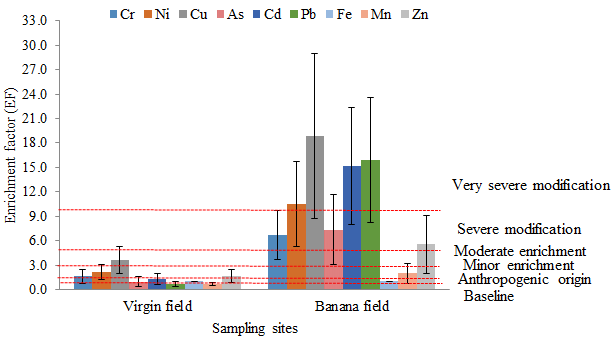 Cr Ni Cu As Cd Pb Fe Mn Zn
Enrichment factor (EF)
33.0
30.0
27.0
24.0
21.0
18.0
15.0
12.0
9.0
6.0
3.0
0.0
Very severe modification
Severe modification
Moderate enrichment
Minor enrichment
Anthropogenic origin
Baseline
Virgin field
Banana field
Sampling sites